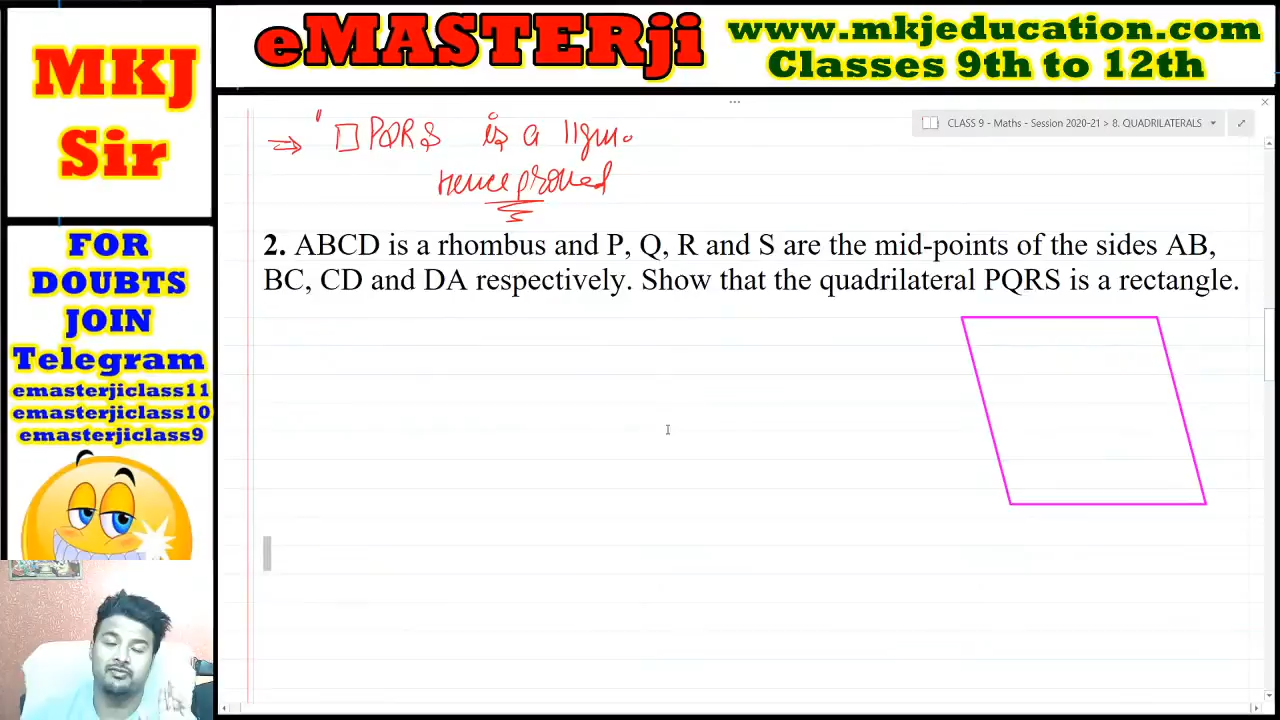 MKJ
Sir
eMASTERji
www.mkjeducation.com
Classes 9th to 12th
CLASS 9 - Maths - Session 2020-21 > 8. QUADRILATERALS
⇒ □PQRS is a ||gm.
Hence proved
2. ABCD is a rhombus and P, Q, R and S are the mid-points of the sides AB,
BC, CD and DA respectively. Show that the quadrilateral PQRS is a rectangle.
FOR
DOUBTS
JOIN
Telegram
emasterjiclass11
emasterjiclass10
emasterjiclass9